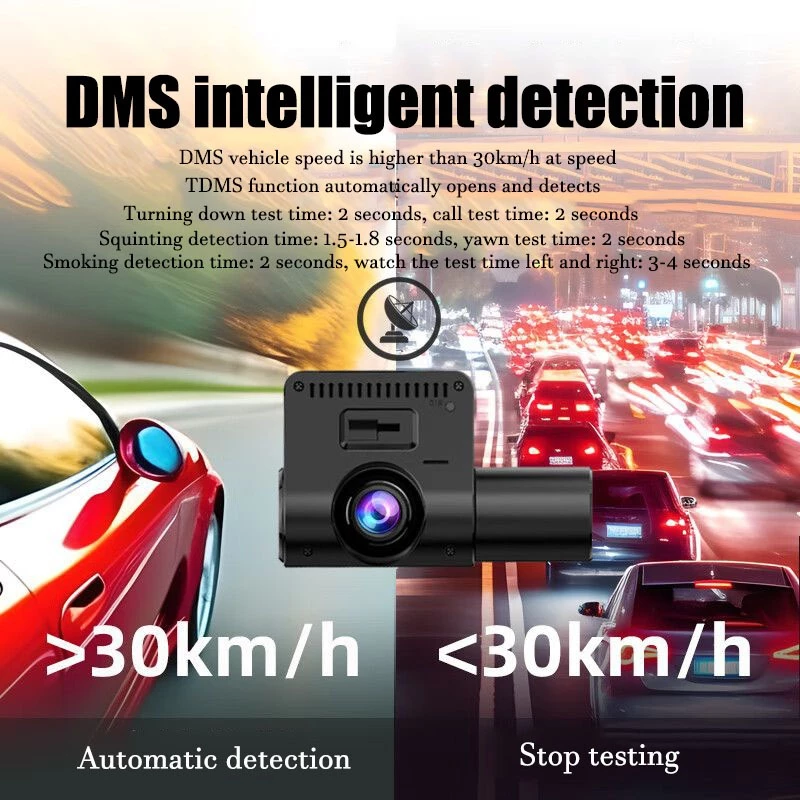 DMS intelligent detection
DMS vehicle speed is higher than 30km/h at speed
TDMS function automatically opens and detects
Turning down test time: 2 seconds, call test time: 2 seconds
Squinting detection time: 1.5-1.8 seconds, yawn test time: 2 seconds
Smoking detection time: 2 seconds, watch the test time left and right: 3-4 seconds
>30km/h
<30km/h
Automatic detection
Stop testing